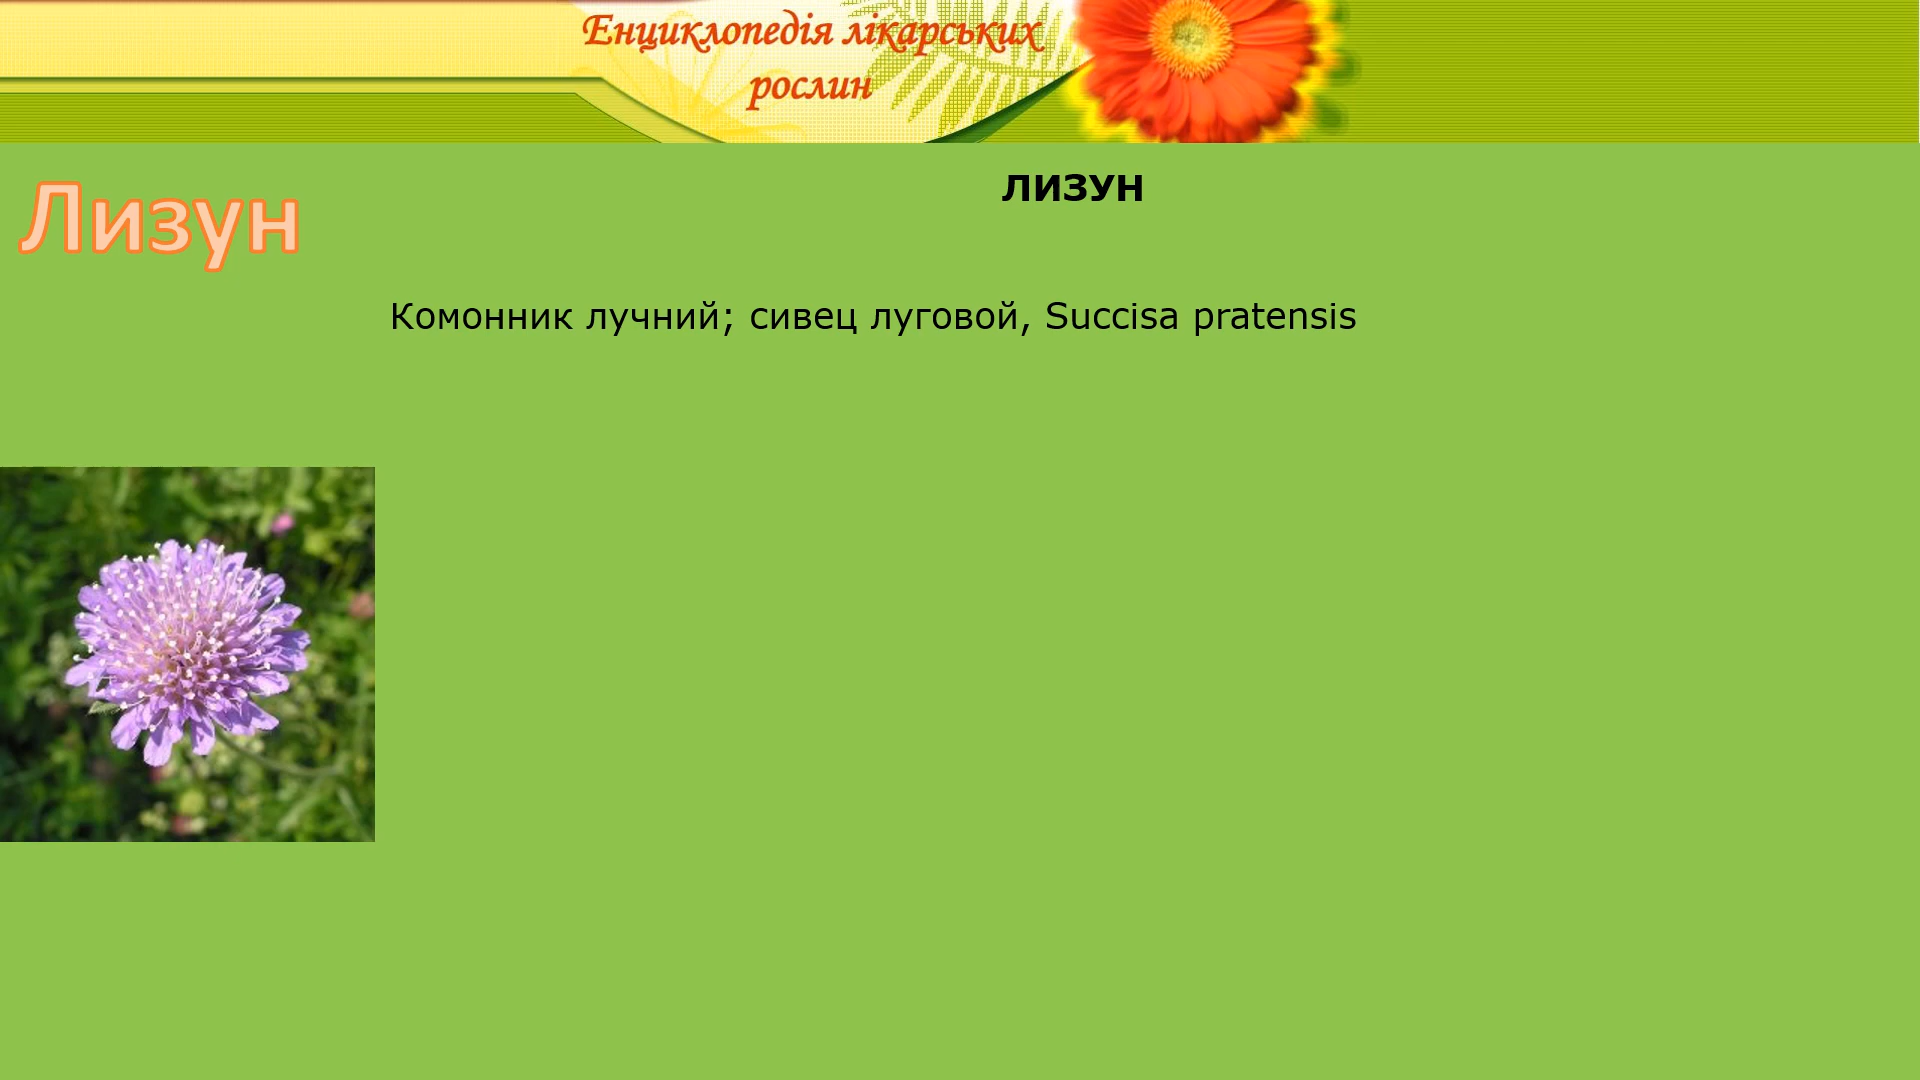 Енциклопедія лікарських
рослин
Лизун
ЛИЗУН
Комонник лучний; сивец луговой, Succisa pratensis